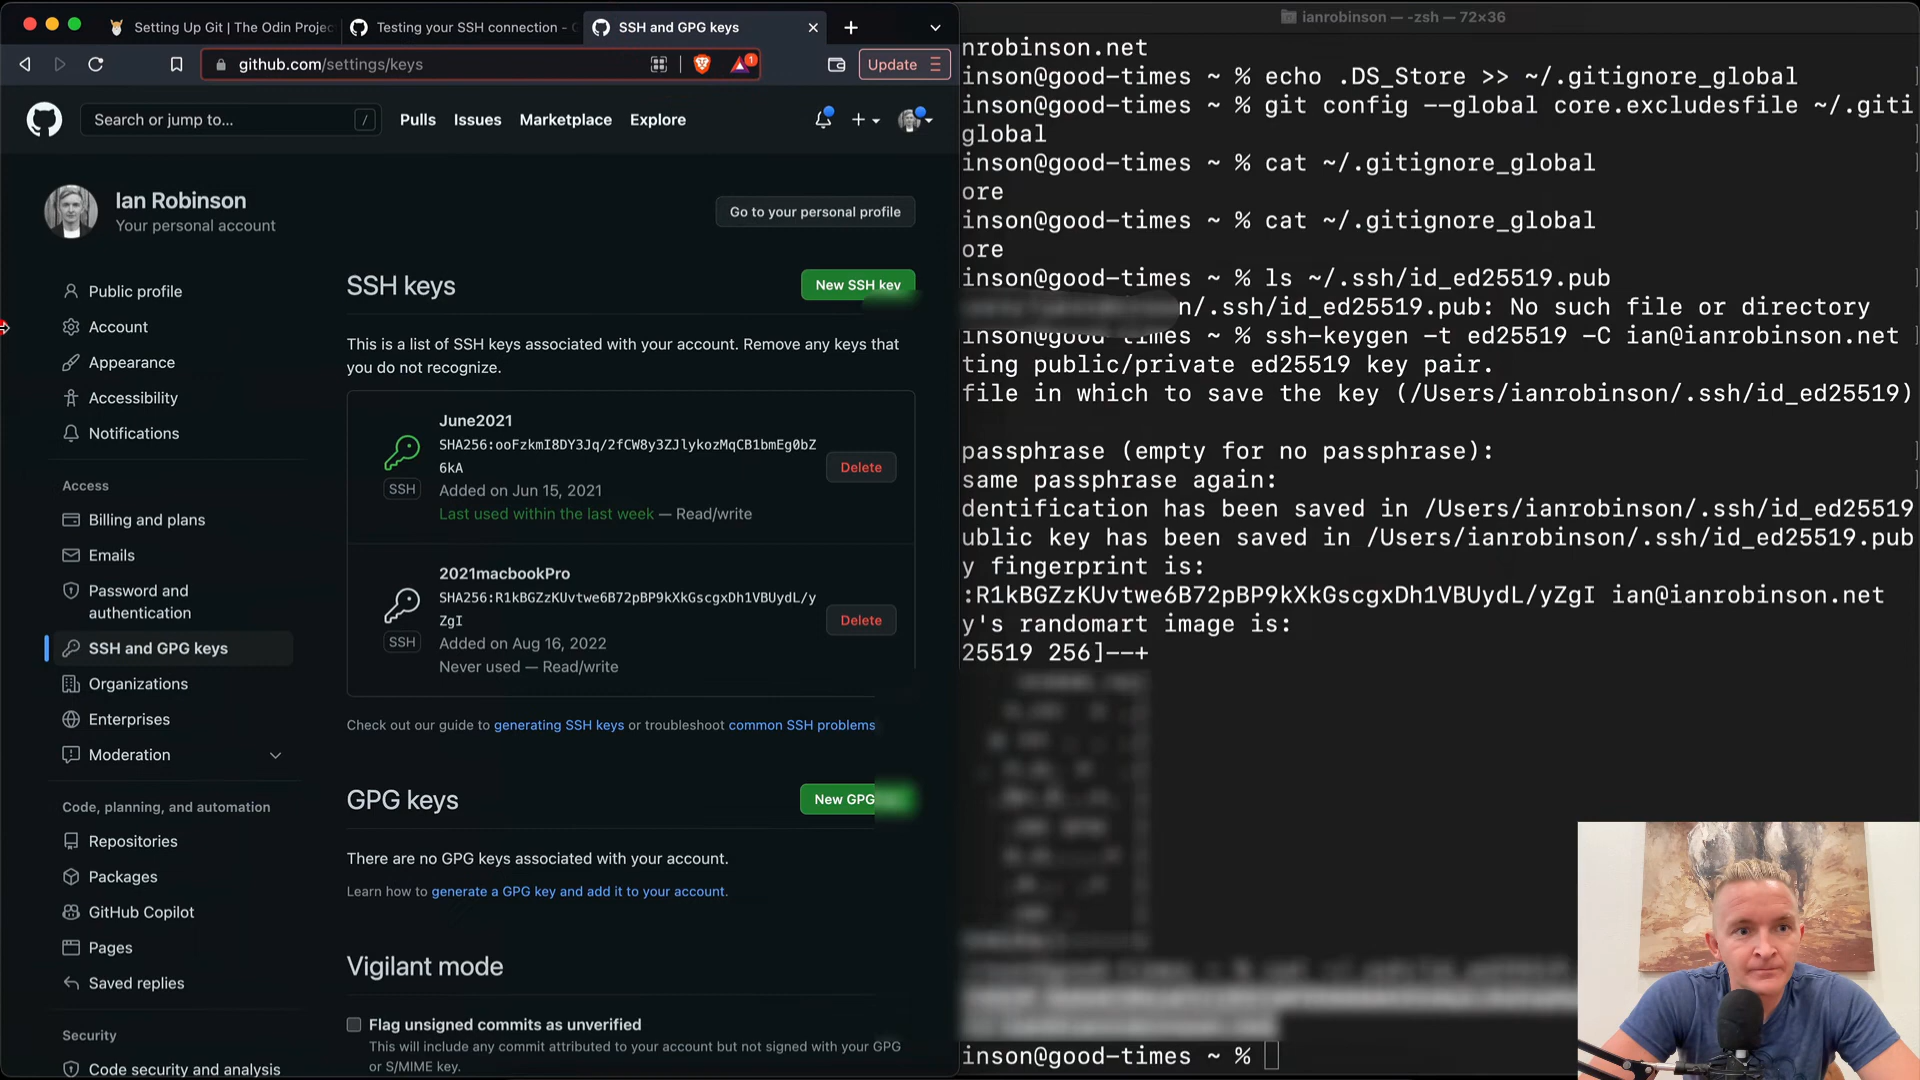 Setting Up Git | The Odin Projec
Testing your SSH connection -
SSH and GPG keys
github.com/settings/keys
1
Update
Search or jump to...
/
Pulls
Issues
Marketplace
Explore
Ian Robinson
Your personal account
Go to your personal profile
Public profile
Account
Appearance
Accessibility
Notifications
Access
Billing and plans
Emails
Password and
authentication
SSH and GPG keys
Organizations
Enterprises
Moderation
Code, planning, and automation
Repositories
Packages
GitHub Copilot
Pages
Saved replies
Security
Code security and analysis
SSH keys
New SSH key
This is a list of SSH keys associated with your account. Remove any keys that
you do not recognize.
June2021
SHA256:ooFzkmI8DY3Jq/2fCW8y3ZJlykozMqCB1bmEg0bZ
6kA
SSH
Added on Jun 15, 2021
Last used within the last week — Read/write
Delete
2021macbookPro
SHA256:R1kBGZzKUvtwe6B72pBP9kXkGscgxDh1VBUydL/y
ZgI
SSH
Added on Aug 16, 2022
Never used — Read/write
Delete
Check out our guide to generating SSH keys or troubleshoot common SSH problems
GPG keys
New GPG
There are no GPG keys associated with your account.
Learn how to generate a GPG key and add it to your account.
Vigilant mode
Flag unsigned commits as unverified
This will include any commit attributed to your account but not signed with your GPG
or S/MIME key.
ianrobinson — -zsh — 72×36
nrobinson.net
inson@good-times ~ % echo .DS_Store >> ~/.gitignore_global
inson@good-times ~ % git config --global core.excludesfile ~/.giti
global
inson@good-times ~ % cat ~/.gitignore_global
ore
inson@good-times ~ % cat ~/.gitignore_global
ore
inson@good-times ~ % ls ~/.ssh/id_ed25519.pub
n/.ssh/id_ed25519.pub: No such file or directory
inson@good-times ~ % ssh-keygen -t ed25519 -C ian@ianrobinson.net
ting public/private ed25519 key pair.
file in which to save the key (/Users/ianrobinson/.ssh/id_ed25519)
passphrase (empty for no passphrase):
same passphrase again:
dentification has been saved in /Users/ianrobinson/.ssh/id_ed25519
ublic key has been saved in /Users/ianrobinson/.ssh/id_ed25519.pub
y fingerprint is:
:R1kBGZzKUvtwe6B72pBP9kXkGscgxDh1VBUydL/yZgI ian@ianrobinson.net
y's randomart image is:
25519 256]--+
inson@good-times ~ %